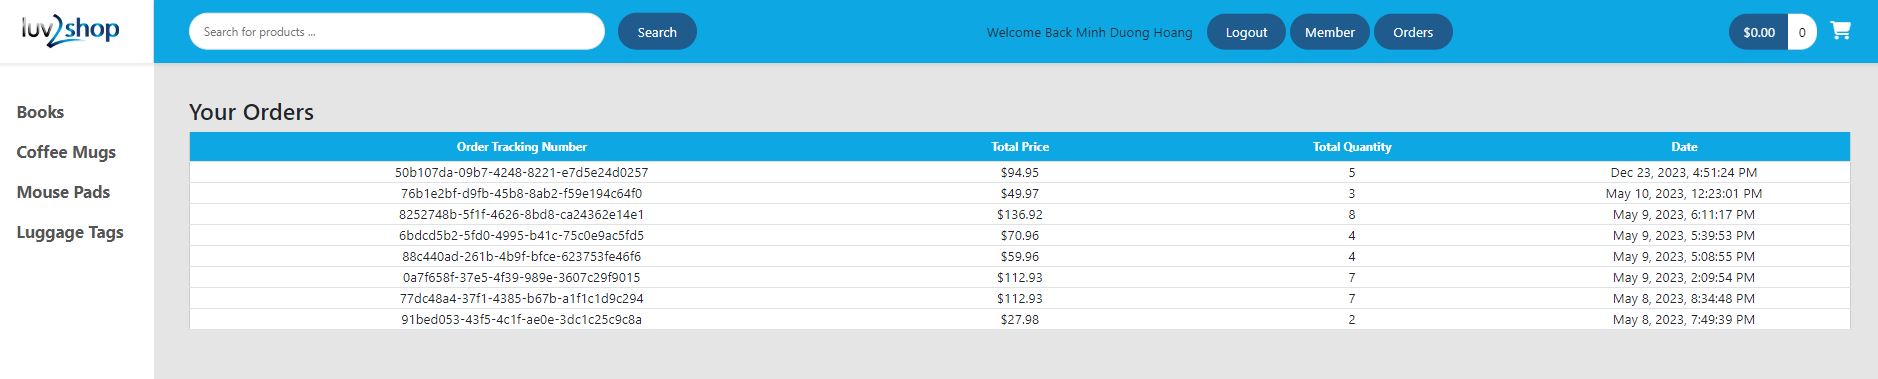 luv2shop
Search for products ...
Search
Welcome Back Minh Duong Hoang
Logout
Member
Orders
$0.00
0
Books
Coffee Mugs
Mouse Pads
Luggage Tags
Your Orders
Order Tracking Number Total Price Total Quantity Date
50b107da-09b7-4248-8221-e7d5e24d0257 $94.95 5 Dec 23, 2023, 4:51:24 PM
76b1e2bf-d9fb-45b8-8ab2-f59e194c64f0 $49.97 3 May 10, 2023, 12:23:01 PM
8252748b-5f1f-4626-8bd8-ca24362e14e1 $136.92 8 May 9, 2023, 6:11:17 PM
6bdcd5b2-5fd0-4995-b41c-75c0e9ac5fd5 $70.96 4 May 9, 2023, 5:39:53 PM
88c440ad-261b-4b9f-bfce-623753fe46f6 $59.96 4 May 9, 2023, 5:08:55 PM
0a7f658f-37e5-4f39-989e-3607c29f9015 $112.93 7 May 9, 2023, 2:09:54 PM
77dc48a4-37f1-4385-b67b-a1f1c1d9c294 $112.93 7 May 8, 2023, 8:34:48 PM
91bed053-43f5-4c1f-ae0e-3dc1c25c9c8a $27.98 2 May 8, 2023, 7:49:39 PM